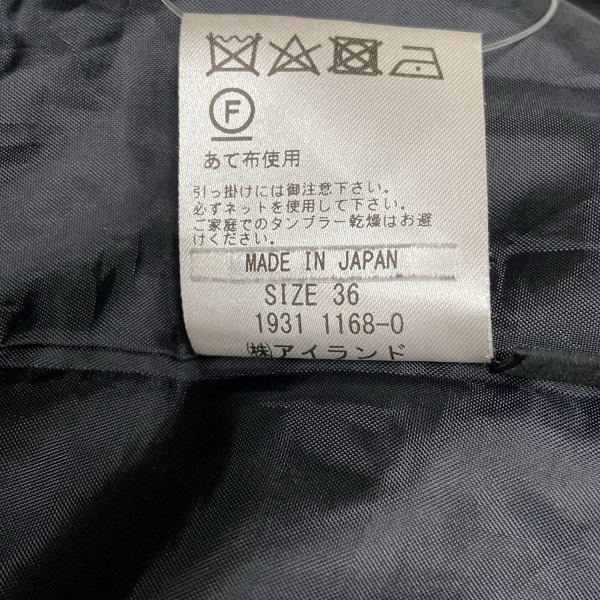 F
あて布使用
引っ掛けには御注意下さい。
必ずネットを使用して下さい。
ご家庭でのタンブラー乾燥はお避
けください。
MADE IN JAPAN
SIZE 36
1931 1168-0
㈱アイランド